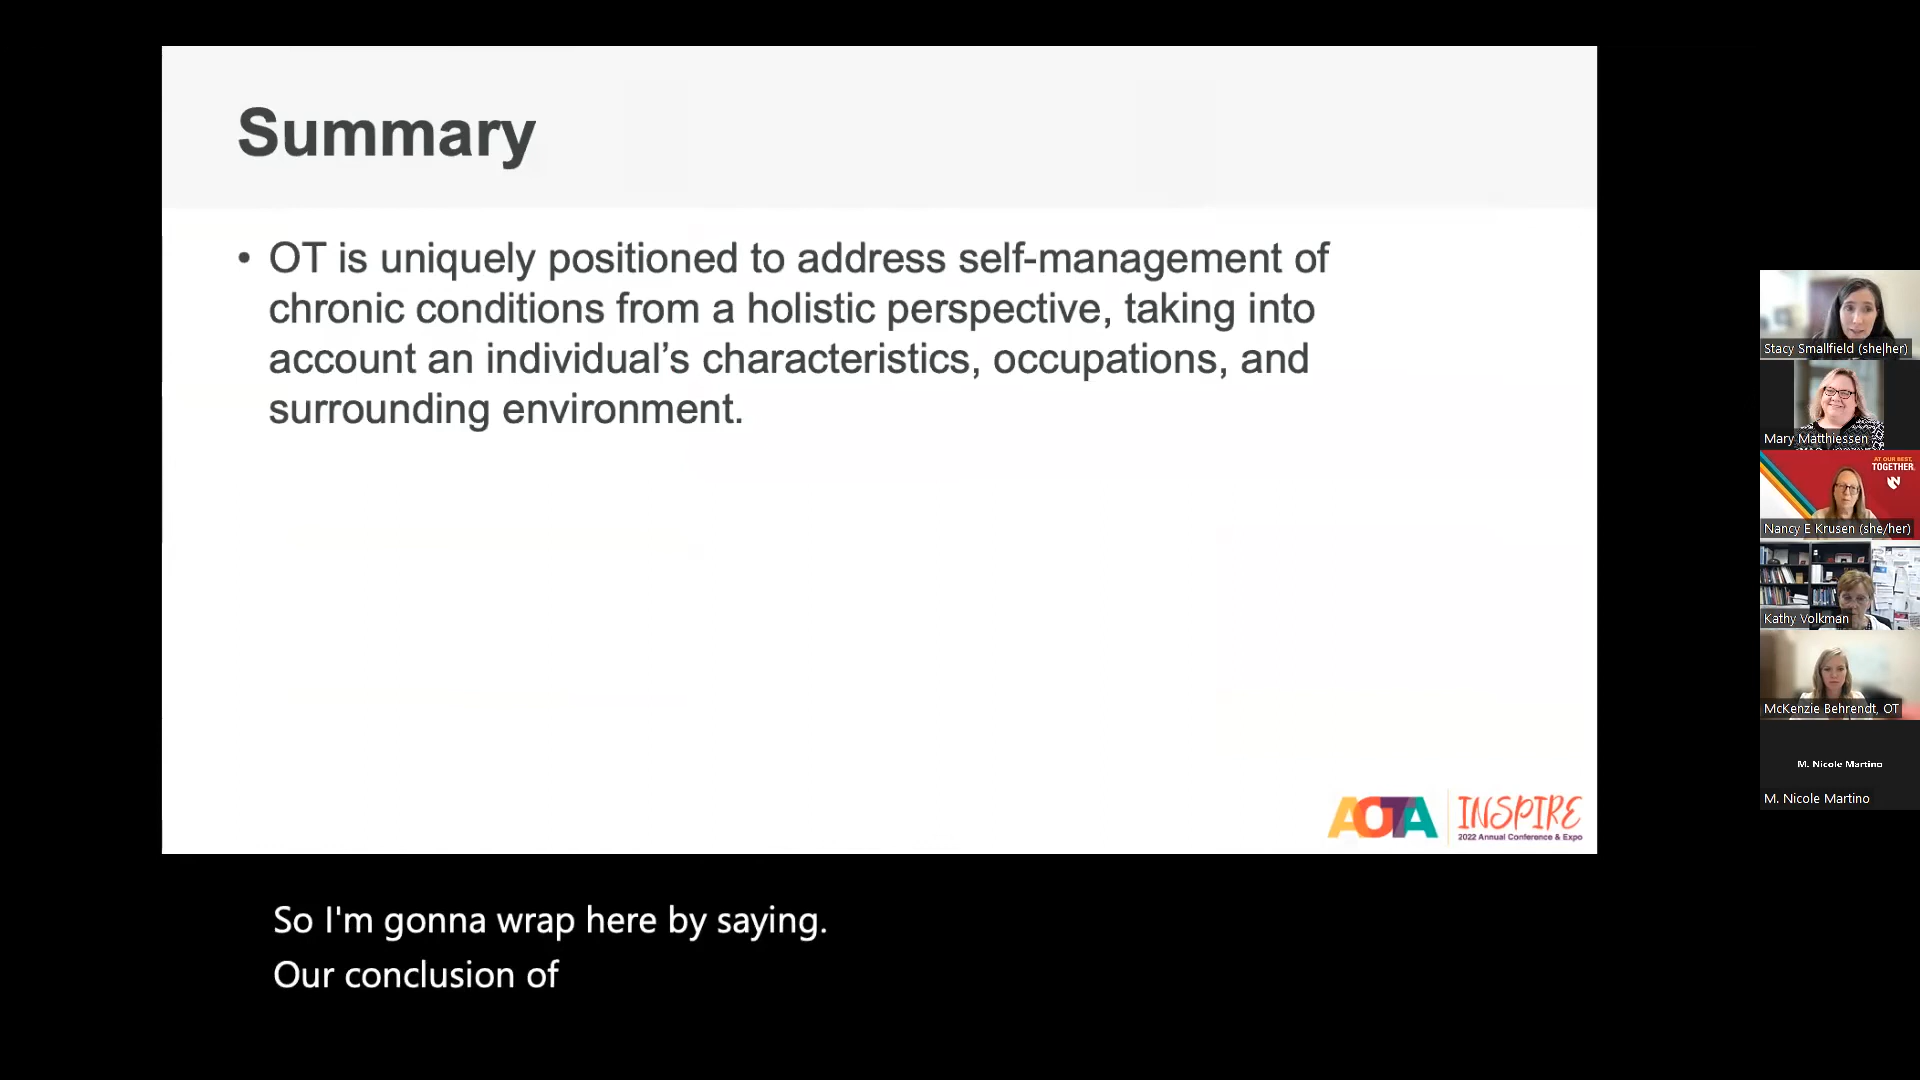 Summary
• OT is uniquely positioned to address self-management of
chronic conditions from a holistic perspective, taking into
account an individual’s characteristics, occupations, and
surrounding environment.
AOTA
INSPIRE
2022 Annual Conference & Expo
So I'm gonna wrap here by saying.
Our conclusion of
Stacy Smallfield (she|her)
Mary Matthiessen
AT OUR BEST,
TOGETHER.
Nancy E Krusen (she/her)
Kathy Volkman
McKenzie Behrendt, OT
M. Nicole Martino
M. Nicole Martino